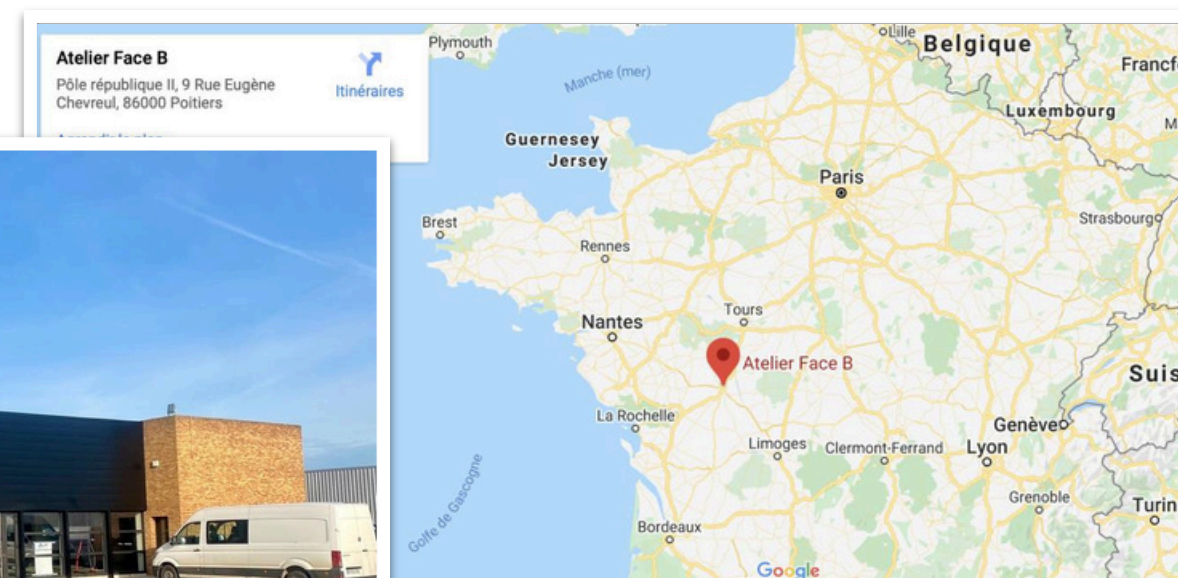 Atelier Face B
Pôle république II, 9 Rue Eugène
Chevreul, 86000 Poitiers
Itinéraires
Plymouth
Lille
Belgique
Manche (mer)
Luxembourg
Guernesey
Jersey
Paris
Brest
Rennes
Strasbourg
Tours
Nantes
Atelier Face B
La Rochelle
Genève
Limoges
Clermont-Ferrand
Lyon
Grenoble
Turin
Golfe de Gascogne
Bordeaux
Google